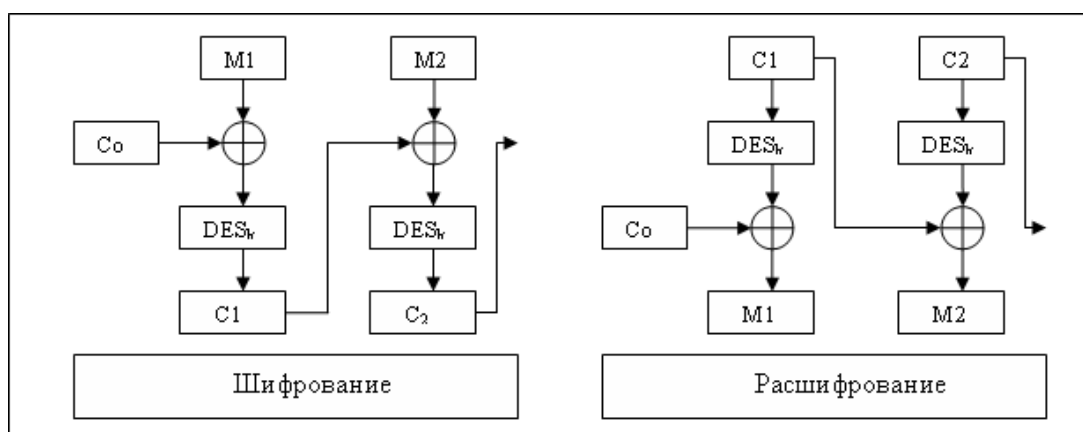 M1 M2
Co
DESₖ DESₖ
C1 C₂
Шифрование
C1 C2
DESₖ DESₖ
Co
M1 M2
Расшифрование